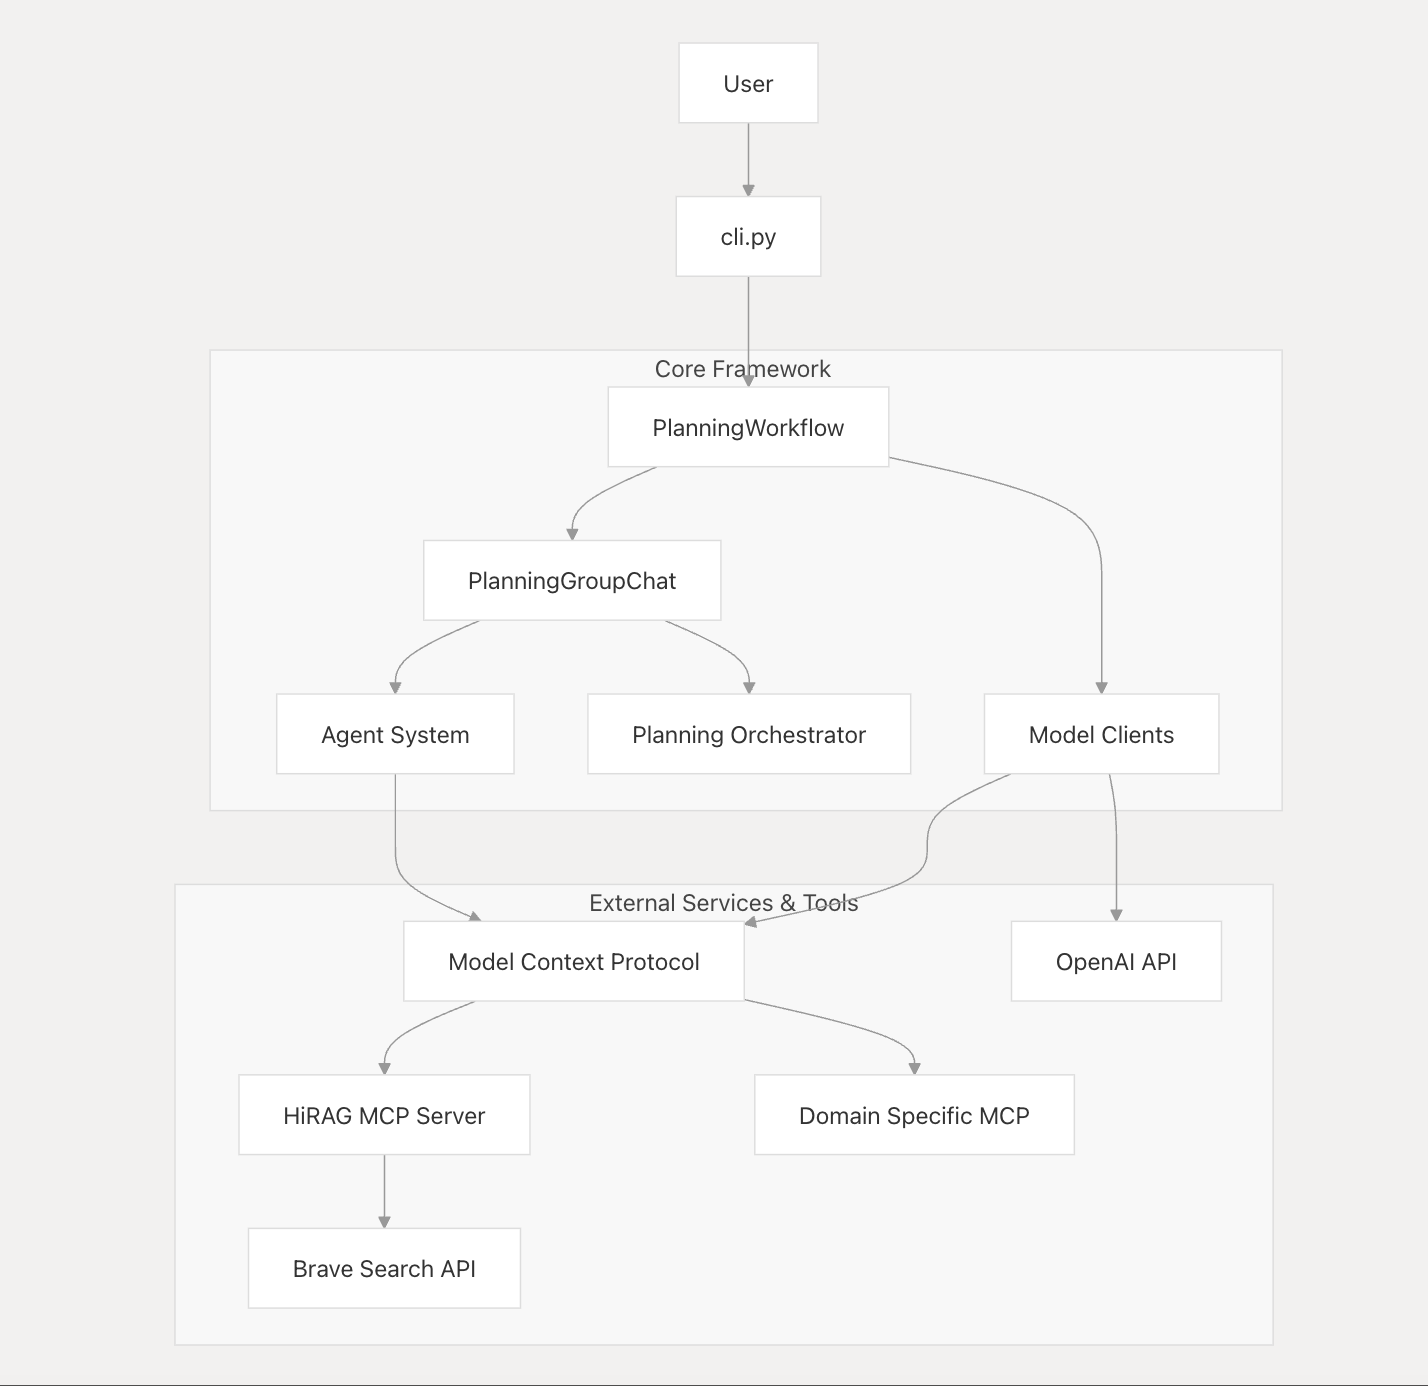 User
cli.py
Core Framework
PlanningWorkflow
PlanningGroupChat
Agent System
Planning Orchestrator
Model Clients
External Services & Tools
Model Context Protocol
OpenAI API
HiRAG MCP Server
Domain Specific MCP
Brave Search API